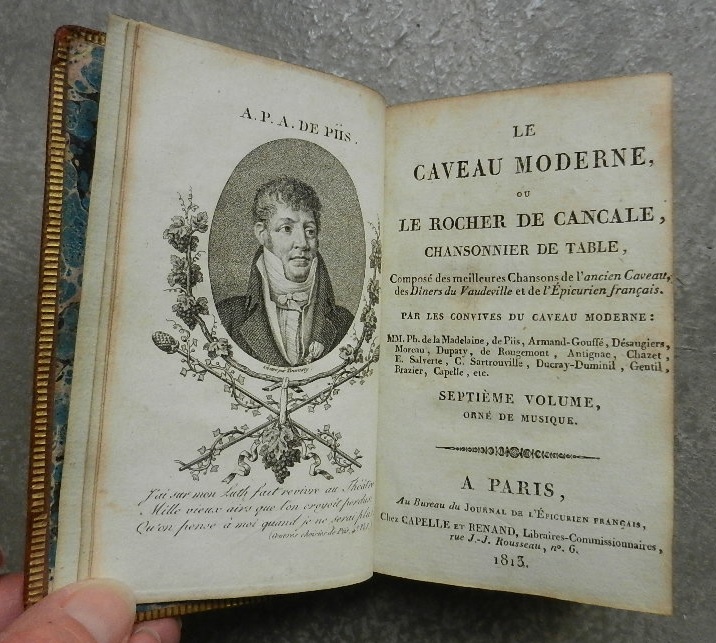 A. P. A. DE PIIS.
J'ai sur mon Luth fait revivre au Théâtre
Mille vieux airs que l'on croyoit perdus
Qu'on pense à moi quand je ne serai plus
(Œuvres choisies de Piis,
LE
CAVEAU MODERNE,
OU
LE ROCHER DE CANCALE,
CHANSONNIER DE TABLE,
Composé des meilleures Chansons de l'ancien Caveau,
des Dîners du Vaudeville et de l'Épicurien français.
PAR LES CONVIVES DU CAVEAU MODERNE:
MM. Ph. de la Madelaine, de Piis, Armand-Gouffé, Désaugiers,
Moreau, Dupaty, de Rougemont, Antignac, Chazet,
E. Salverte, C. Sartrouville, Ducray-Duminil, Gentil,
Brazier, Capelle, etc.
SEPTIÈME VOLUME,
ORNÉ DE MUSIQUE.
A PARIS,
Au Bureau du JOURNAL DE L'ÉPICURIEN FRANÇAIS,
Chez CAPELLE ET RENAND, Libraires-Commissionnaires,
rue J.-J. Rousseau, nº. 6.
1813.